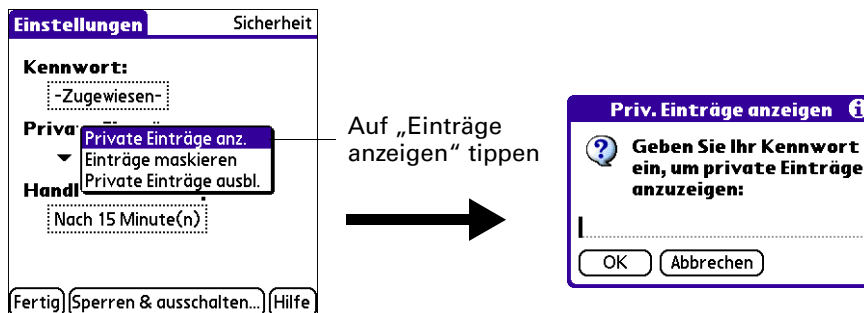 Einstellungen Sicherheit
Kennwort:
-Zugewiesen-
Private Einträge anz.
Einträge maskieren
Private Einträge ausbl.
Nach 15 Minute(n)
Fertig Sperren & ausschalten... Hilfe
Auf „Einträge
anzeigen“ tippen
Priv. Einträge anzeigen i
? Geben Sie Ihr Kennwort
ein, um private Einträge
anzuzeigen:
OK Abbrechen